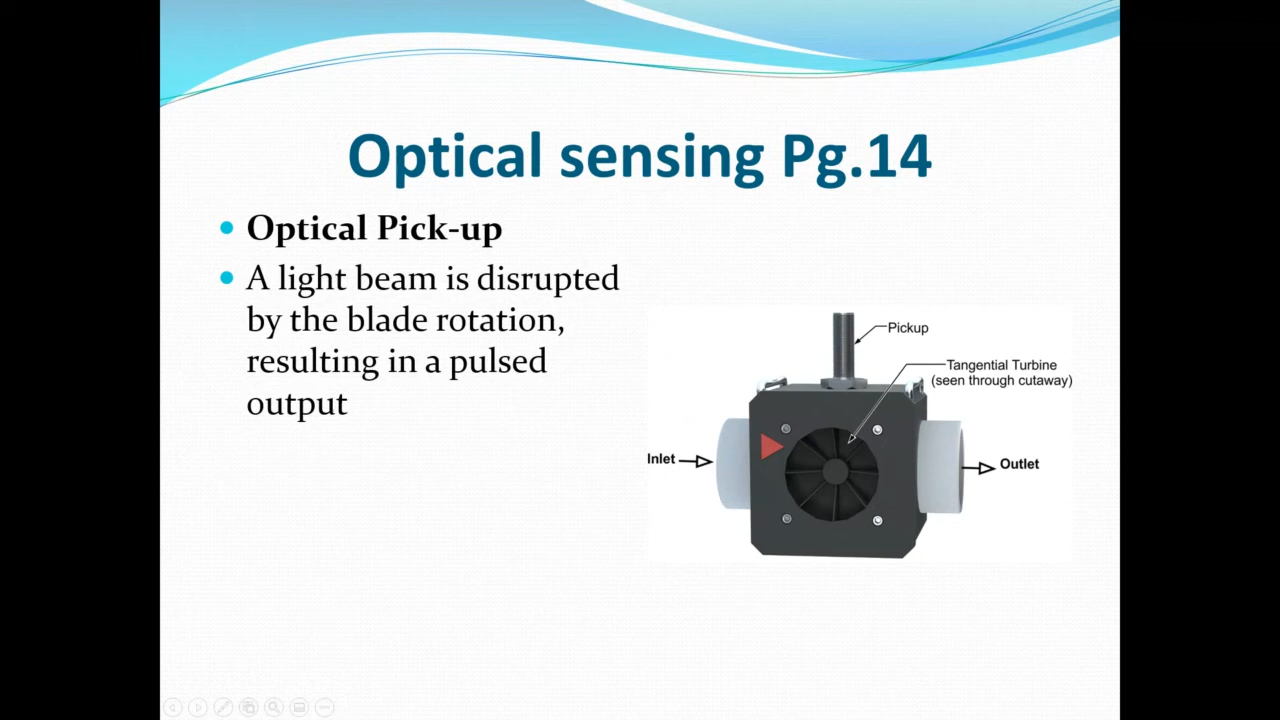 Optical sensing Pg.14
Optical Pick-up
A light beam is disrupted
by the blade rotation,
resulting in a pulsed
output
Pickup
Tangential Turbine
(seen through cutaway)
Inlet
Outlet